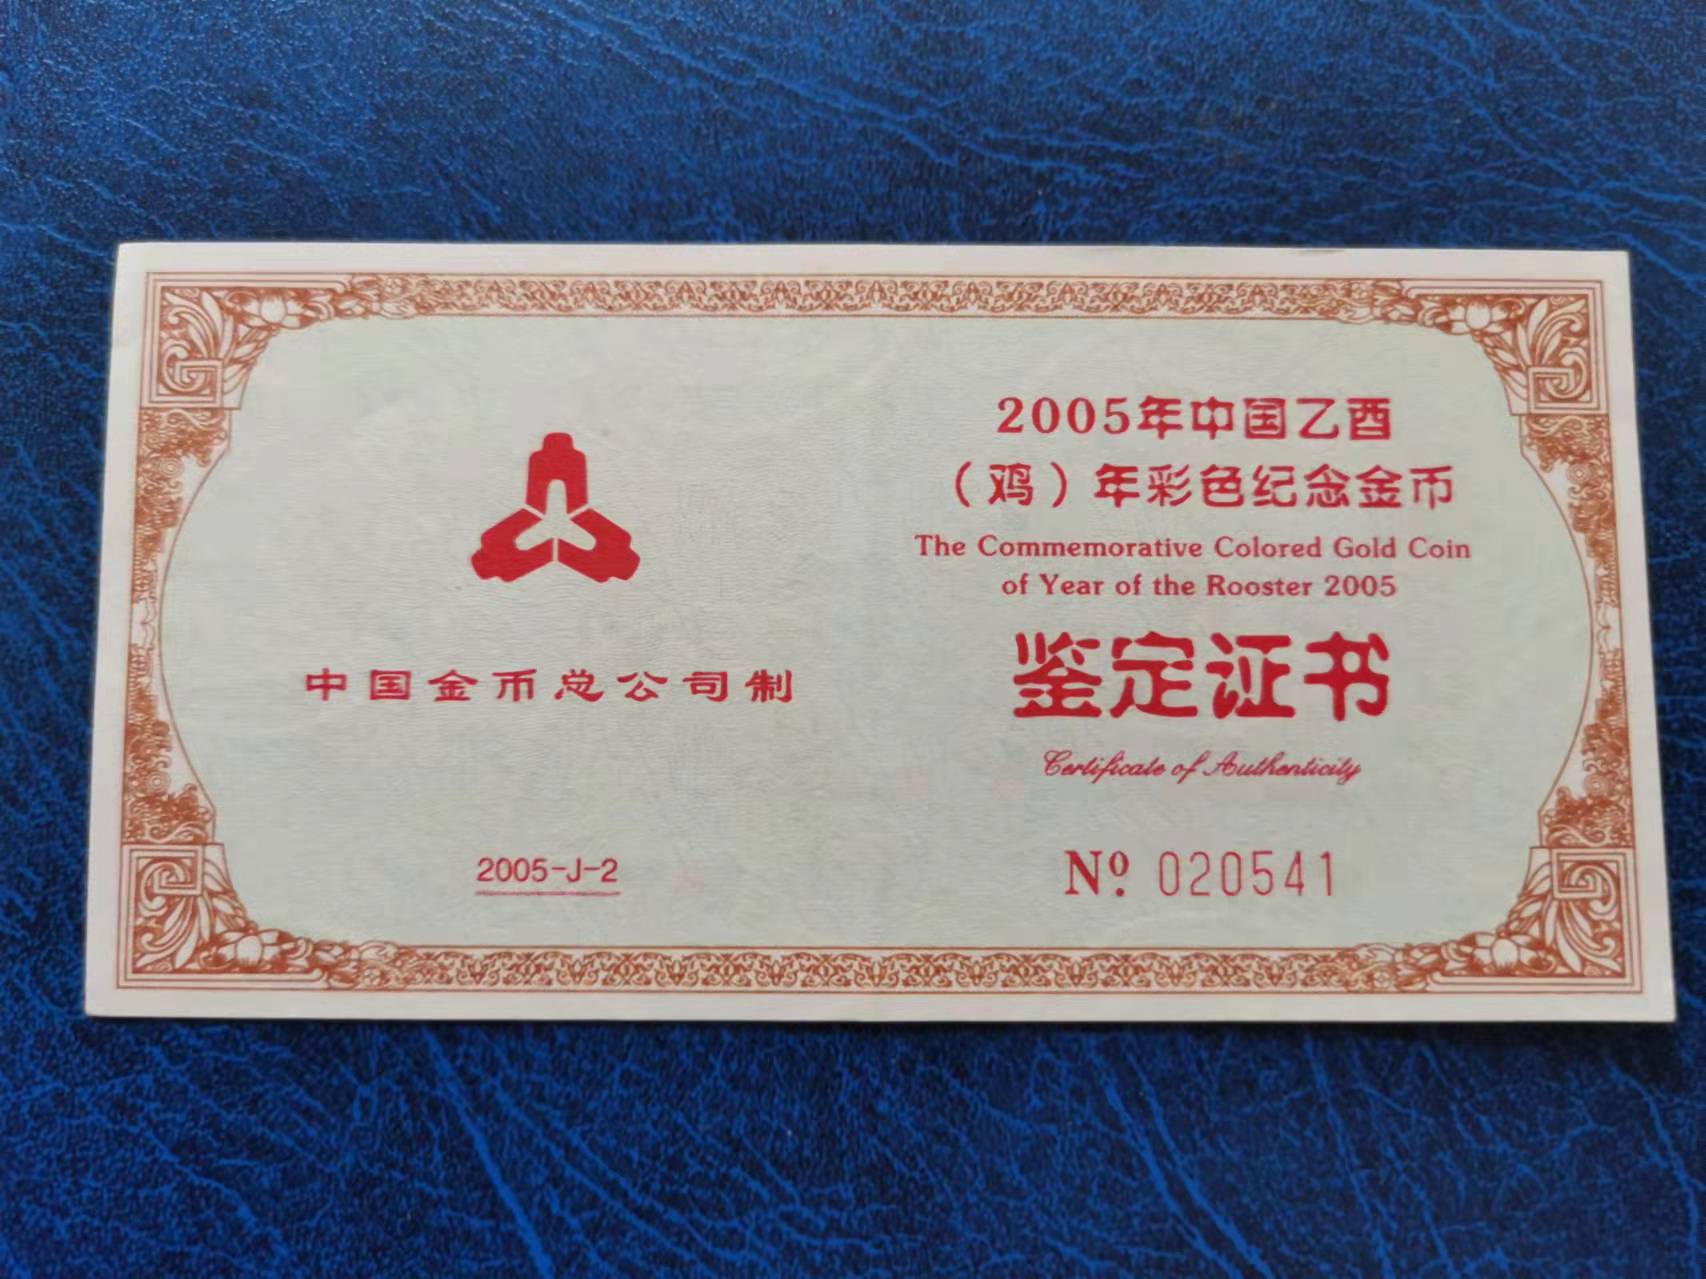 中国金币总公司制
2005-J-2
2005年中国乙酉
（鸡）年彩色纪念金币
The Commemorative Colored Gold Coin
of Year of the Rooster 2005
鉴定证书
Certificate of Authenticity
Nº 020541